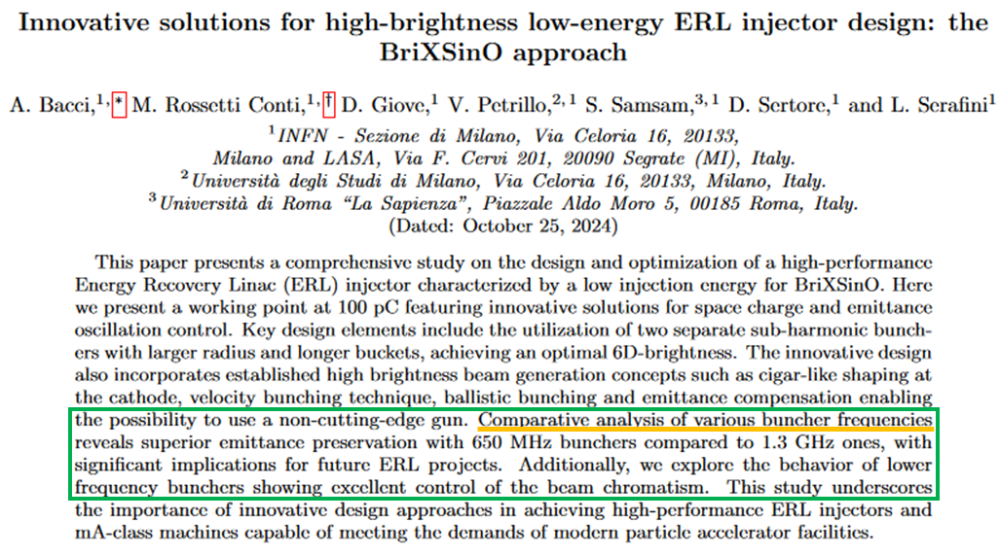 Innovative solutions for high-brightness low-energy ERL injector design: the
BriXSinO approach
A. Bacci,1, * M. Rossetti Conti,1, † D. Giove,1 V. Petrillo,2, 1 S. Samsam,3, 1 D. Sertore,1 and L. Serafini1
1INFN - Sezione di Milano, Via Celoria 16, 20133,
Milano and LASA, Via F. Cervi 201, 20090 Segrate (MI), Italy.
2Università degli Studi di Milano, Via Celoria 16, 20133, Milano, Italy.
3Università di Roma “La Sapienza”, Piazzale Aldo Moro 5, 00185 Roma, Italy.
(Dated: October 25, 2024)
This paper presents a comprehensive study on the design and optimization of a high-performance
Energy Recovery Linac (ERL) injector characterized by a low injection energy for BriXSinO. Here
we present a working point at 100 pC featuring innovative solutions for space charge and emittance
oscillation control. Key design elements include the utilization of two separate sub-harmonic bunch-
ers with larger radius and longer buckets, achieving an optimal 6D-brightness. The innovative design
also incorporates established high brightness beam generation concepts such as cigar-like shaping at
the cathode, velocity bunching technique, ballistic bunching and emittance compensation enabling
the possibility to use a non-cutting-edge gun. Comparative analysis of various buncher frequencies
reveals superior emittance preservation with 650 MHz bunchers compared to 1.3 GHz ones, with
significant implications for future ERL projects. Additionally, we explore the behavior of lower
frequency bunchers showing excellent control of the beam chromatism. This study underscores
the importance of innovative design approaches in achieving high-performance ERL injectors and
mA-class machines capable of meeting the demands of modern particle accelerator facilities.